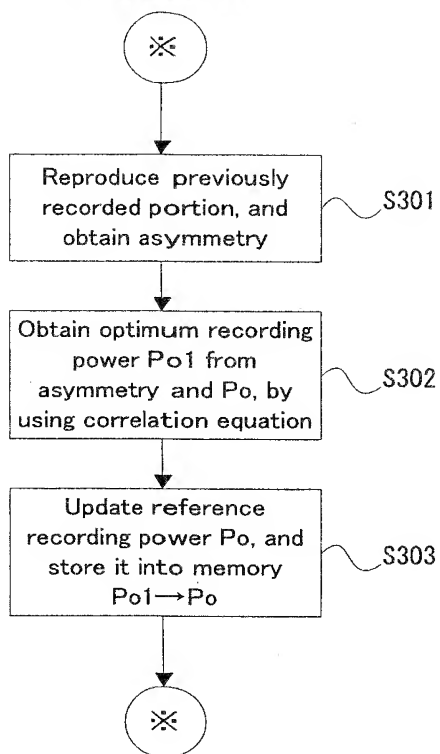 ※
Reproduce previously
recorded portion, and
obtain asymmetry
S301
Obtain optimum recording
power Po1 from
asymmetry and Po, by
using correlation equation
S302
Update reference
recording power Po, and
store it into memory
Po1→Po
S303
※